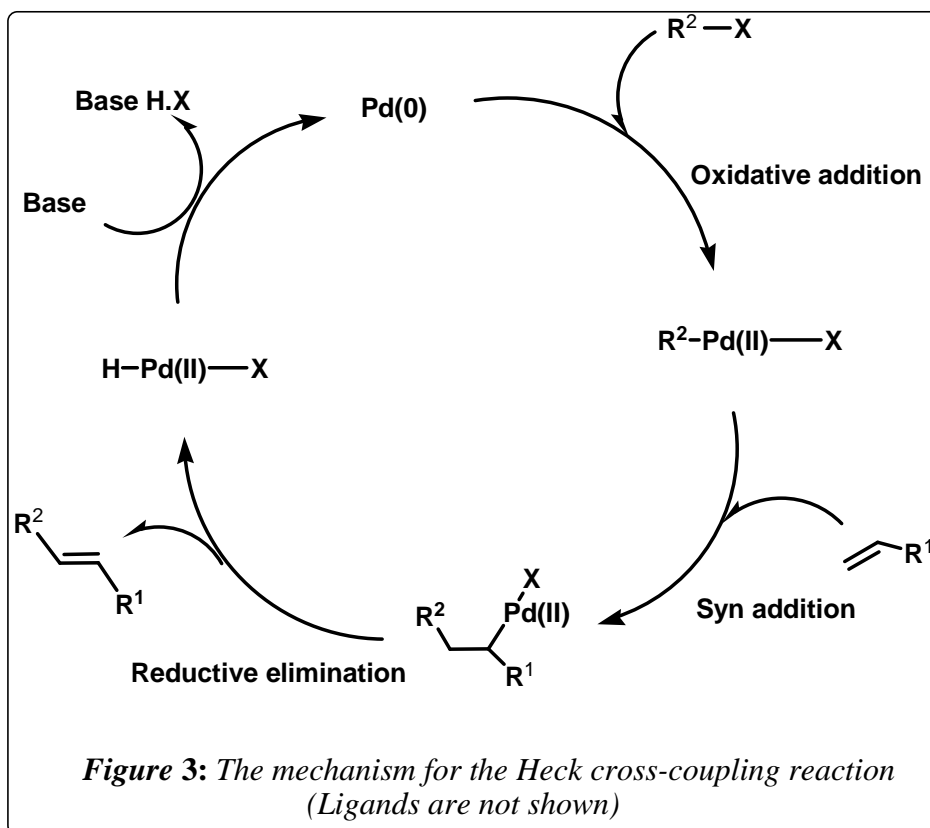 R² — X
Base H.X
Pd(0)
Oxidative addition
Base
R²–Pd(II) — X
H–Pd(II) — X
R²
R¹
X
Pd(II)
R²
R¹
R¹
Syn addition
Reductive elimination
Figure 3: The mechanism for the Heck cross-coupling reaction
(Ligands are not shown)